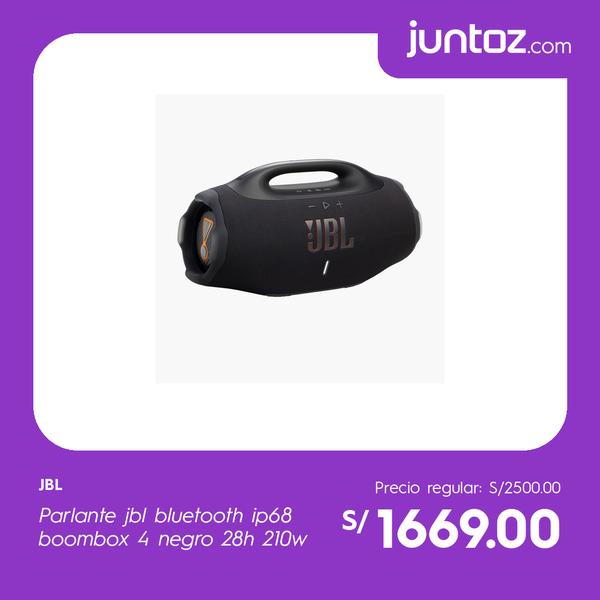 juntoz.com
JBL
JBL
Parlante jbl bluetooth ip68
boombox 4 negro 28h 210w
Precio regular: S/2500.00
S/1669.00